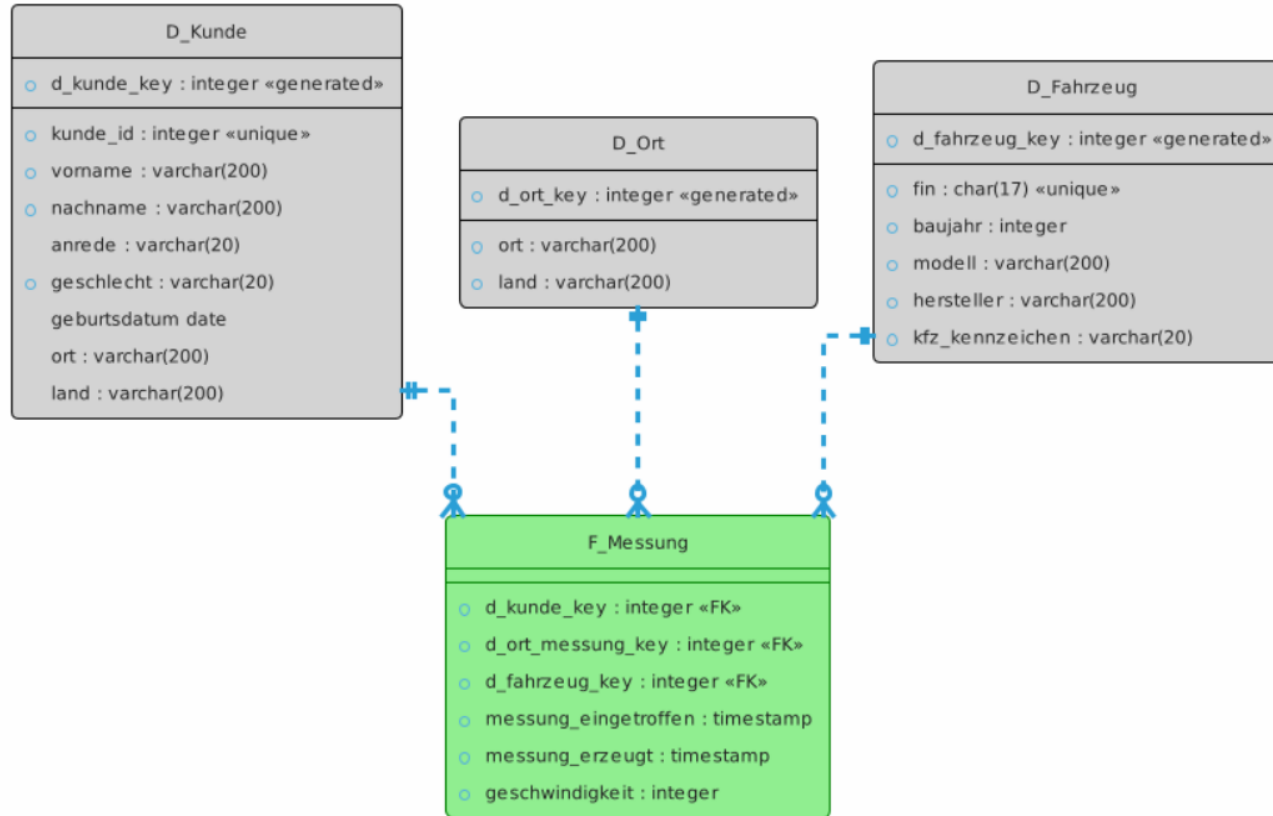 D_Kunde
d_kunde_key : integer «generated»
kunde_id : integer «unique»
vorname : varchar(200)
nachname : varchar(200)
anrede : varchar(20)
geschlecht : varchar(20)
geburtsdatum date
ort : varchar(200)
land : varchar(200)
D_Ort
d_ort_key : integer «generated»
ort : varchar(200)
land : varchar(200)
D_Fahrzeug
d_fahrzeug_key : integer «generated»
fin : char(17) «unique»
baujahr : integer
modell : varchar(200)
hersteller : varchar(200)
kfz_kennzeichen : varchar(20)
F_Messung
d_kunde_key : integer «FK»
d_ort_messung_key : integer «FK»
d_fahrzeug_key : integer «FK»
messung_eingetroffen : timestamp
messung_erzeugt : timestamp
geschwindigkeit : integer